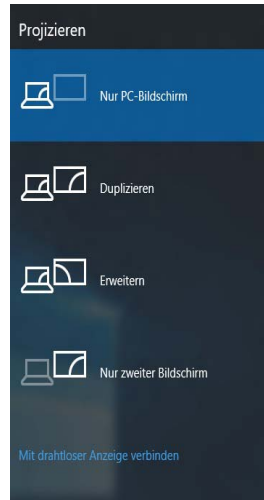 Projizieren
Nur PC-Bildschirm
Duplizieren
Erweitern
Nur zweiter Bildschirm
Mit drahtloser Anzeige verbinden